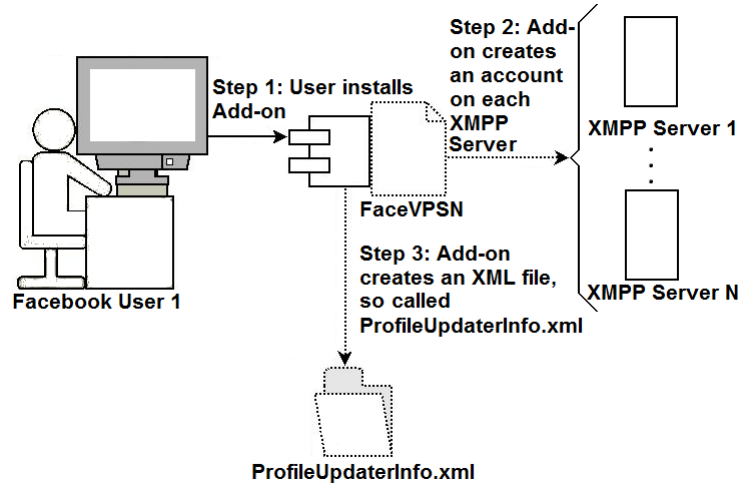 Step 1: User installs
Add-on
Step 2: Add-
on creates
an account
on each
XMPP
Server
XMPP Server 1
XMPP Server N
FaceVPSN
Step 3: Add-on
creates an XML file,
so called
ProfileUpdaterInfo.xml
Facebook User 1
ProfileUpdaterInfo.xml